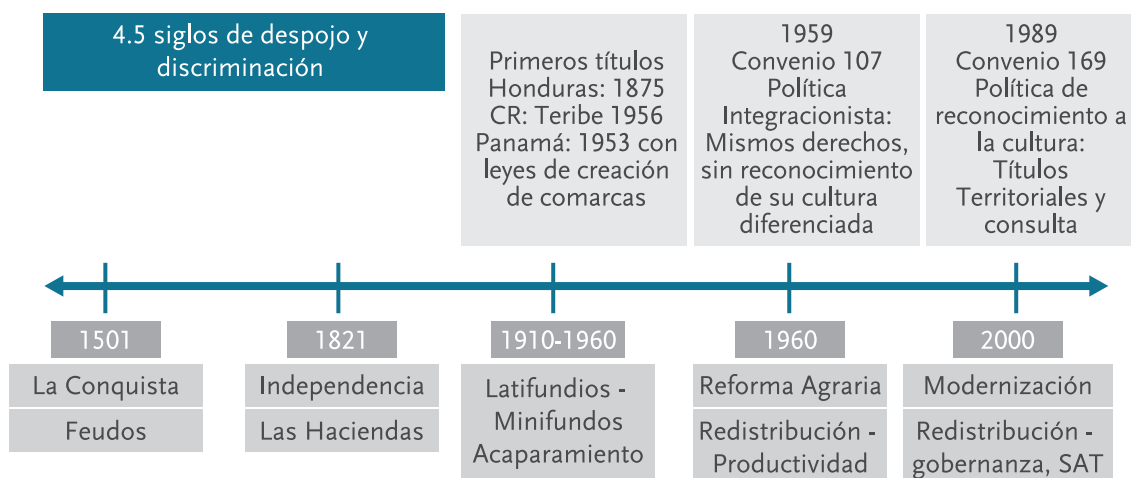 4.5 siglos de despojo y
discriminación
Primeros títulos
Honduras: 1875
CR: Teribe 1956
Panamá: 1953 con
leyes de creación
de comarcas
1959
Convenio 107
Política
Integracionista:
Mismos derechos,
sin reconocimiento
de su cultura
diferenciada
1989
Convenio 169
Política de
reconocimiento a
la cultura:
Títulos
Territoriales y
consulta
1501
La Conquista
Feudos
1821
Independencia
Las Haciendas
1910-1960
Latifundios -
Minifundos
Acaparamiento
1960
Reforma Agraria
Redistribución -
Productividad
2000
Modernización
Redistribución -
gobernanza, SAT